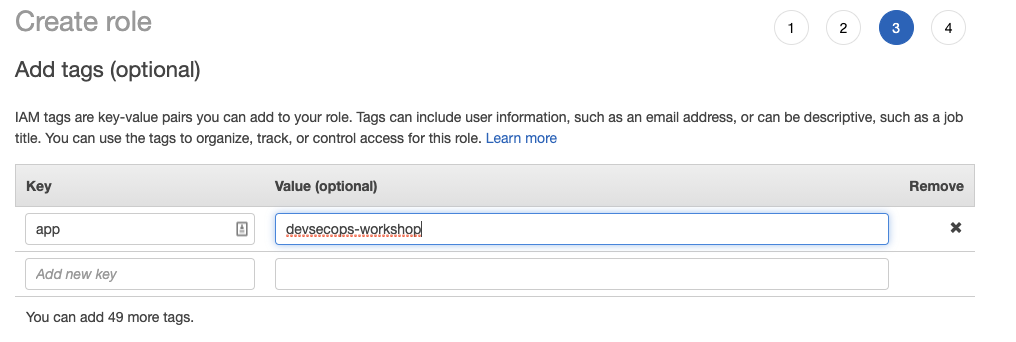 Create role
1 2 3 4
Add tags (optional)
IAM tags are key-value pairs you can add to your role. Tags can include user information, such as an email address, or can be descriptive, such as a job
title. You can use the tags to organize, track, or control access for this role. Learn more
Key Value (optional) Remove
app devsecops-workshop
Add new key
You can add 49 more tags.